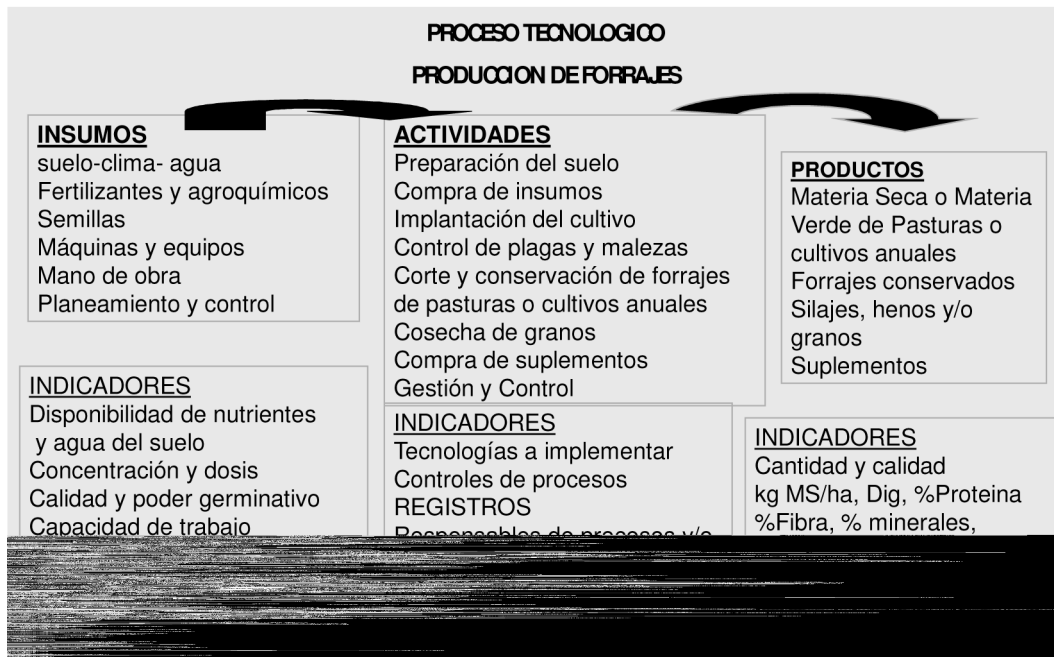 PROCESO TECNOLOGICO
PRODUCCION DE FORRAJES
INSUMOS
suelo-clima- agua
Fertilizantes y agroquímicos
Semillas
Máquinas y equipos
Mano de obra
Planeamiento y control
ACTIVIDADES
Preparación del suelo
Compra de insumos
Implantación del cultivo
Control de plagas y malezas
Corte y conservación de forrajes
de pasturas o cultivos anuales
Cosecha de granos
Compra de suplementos
Gestión y Control
PRODUCTOS
Materia Seca o Materia
Verde de Pasturas o
cultivos anuales
Forrajes conservados
Silajes, henos y/o
granos
Suplementos
INDICADORES
Disponibilidad de nutrientes
y agua del suelo
Concentración y dosis
Calidad y poder germinativo
Capacidad de trabajo
INDICADORES
Tecnologías a implementar
Controles de procesos
REGISTROS
Responsables de procesos y/o
INDICADORES
Cantidad y calidad
kg MS/ha, Dig, %Proteina
%Fibra, % minerales,